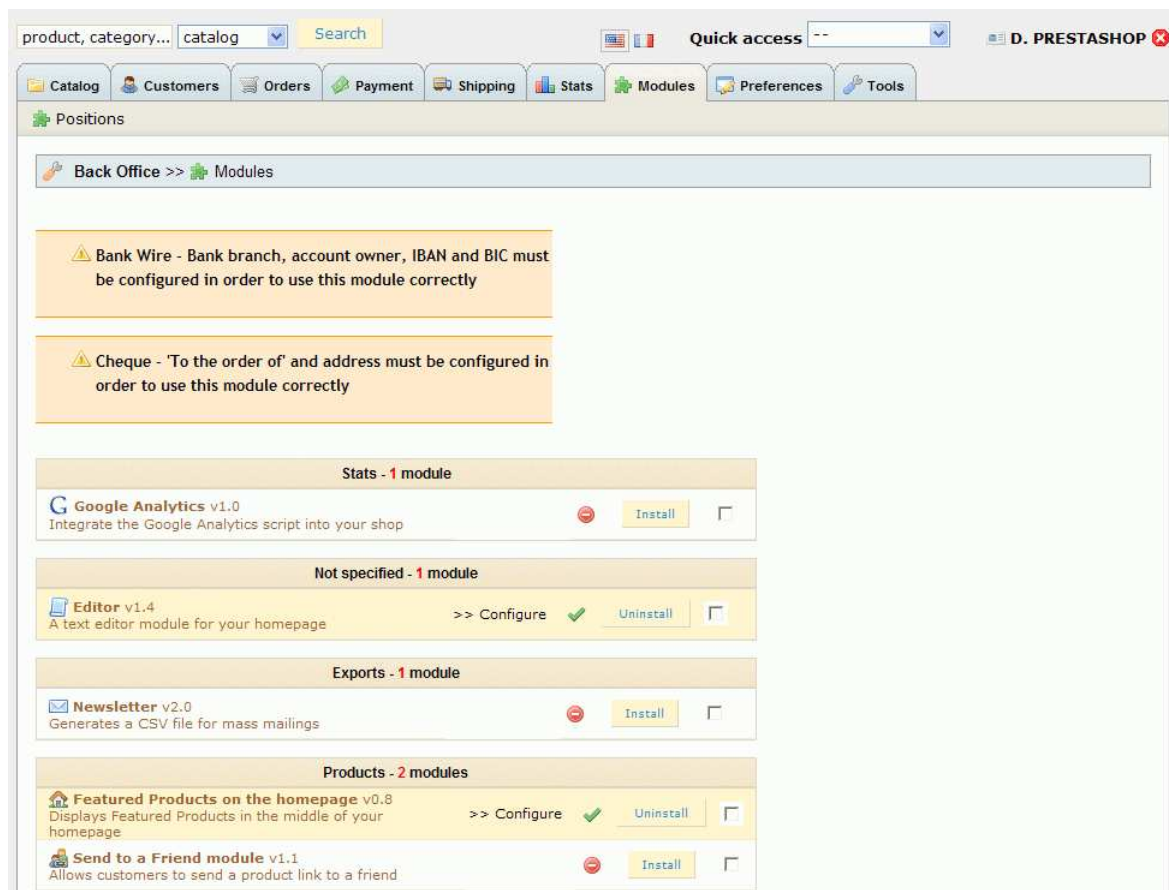 product, category... catalog Search Quick access -- D. PRESTASHOP
Catalog Customers Orders Payment Shipping Stats Modules Preferences Tools
Positions
Back Office >> Modules
Bank Wire - Bank branch, account owner, IBAN and BIC must
be configured in order to use this module correctly
Cheque - 'To the order of' and address must be configured in
order to use this module correctly
Stats - 1 module
Google Analytics v1.0
Integrate the Google Analytics script into your shop
Install
Not specified - 1 module
Editor v1.4
A text editor module for your homepage
>> Configure Uninstall
Exports - 1 module
Newsletter v2.0
Generates a CSV file for mass mailings
Install
Products - 2 modules
Featured Products on the homepage v0.8
Displays Featured Products in the middle of your
homepage
>> Configure Uninstall
Send to a Friend module v1.1
Allows customers to send a product link to a friend
Install